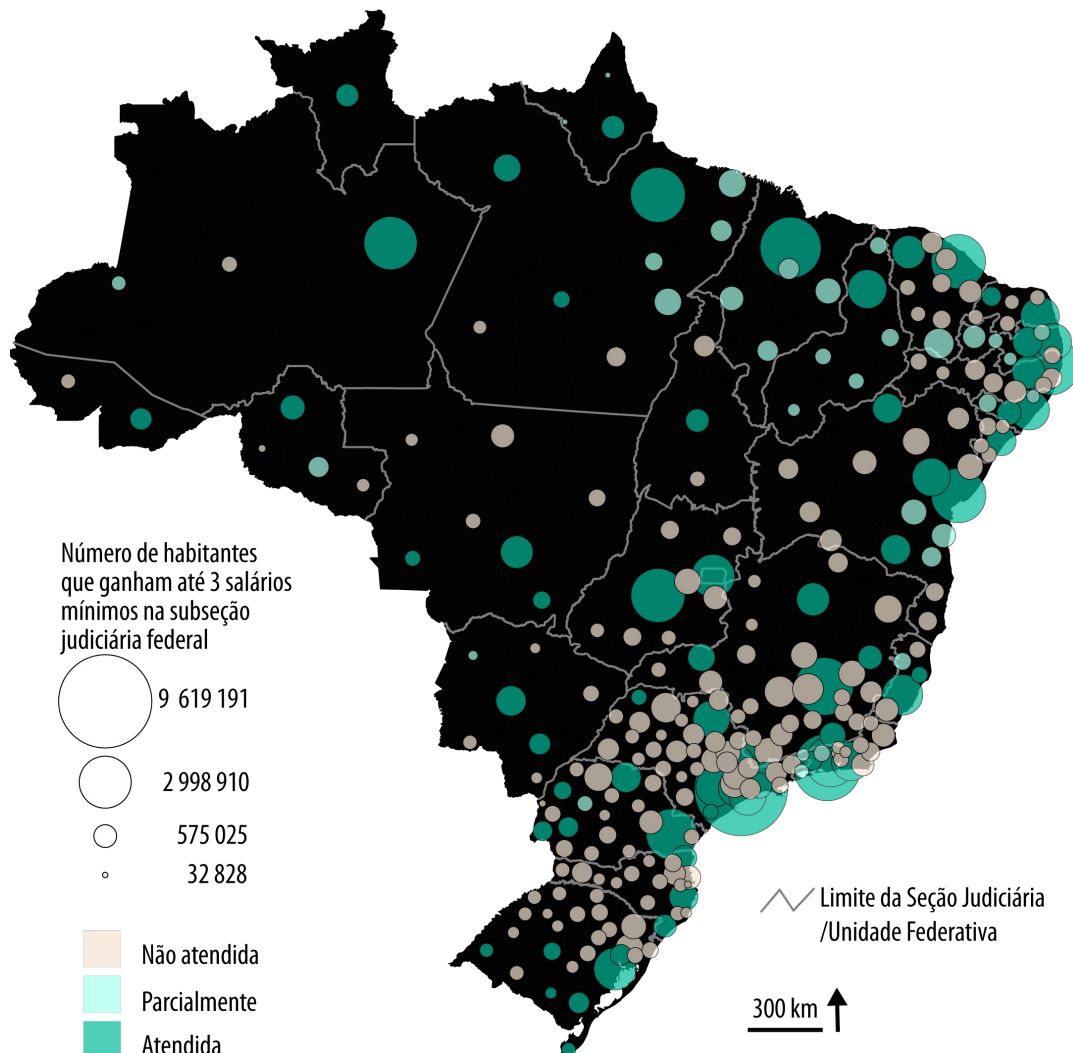 Número de habitantes
que ganham até 3 salários
mínimos na subseção
judiciária federal
9 619 191
2 998 910
575 025
32 828
Não atendida
Parcialmente
Atendida
Limite da Seção Judiciária
/Unidade Federativa
300 km